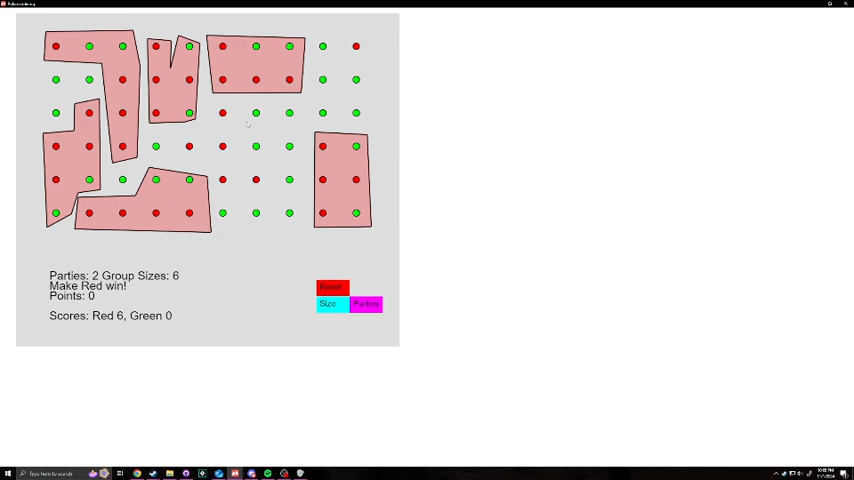 Parties: 2 Group Sizes: 6
Make Red win!
Points: 0
Scores: Red 6, Green 0
Reset
Size
Parties
Type here to search